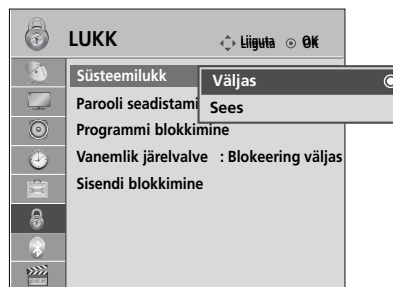 LUKK
Liiguta OK
Süsteemilukk
Väljas
Parooli seadistami
Sees
Programmi blokkimine
Vanemlik järelvalve : Blokeering väljas
Sisendi blokkimine